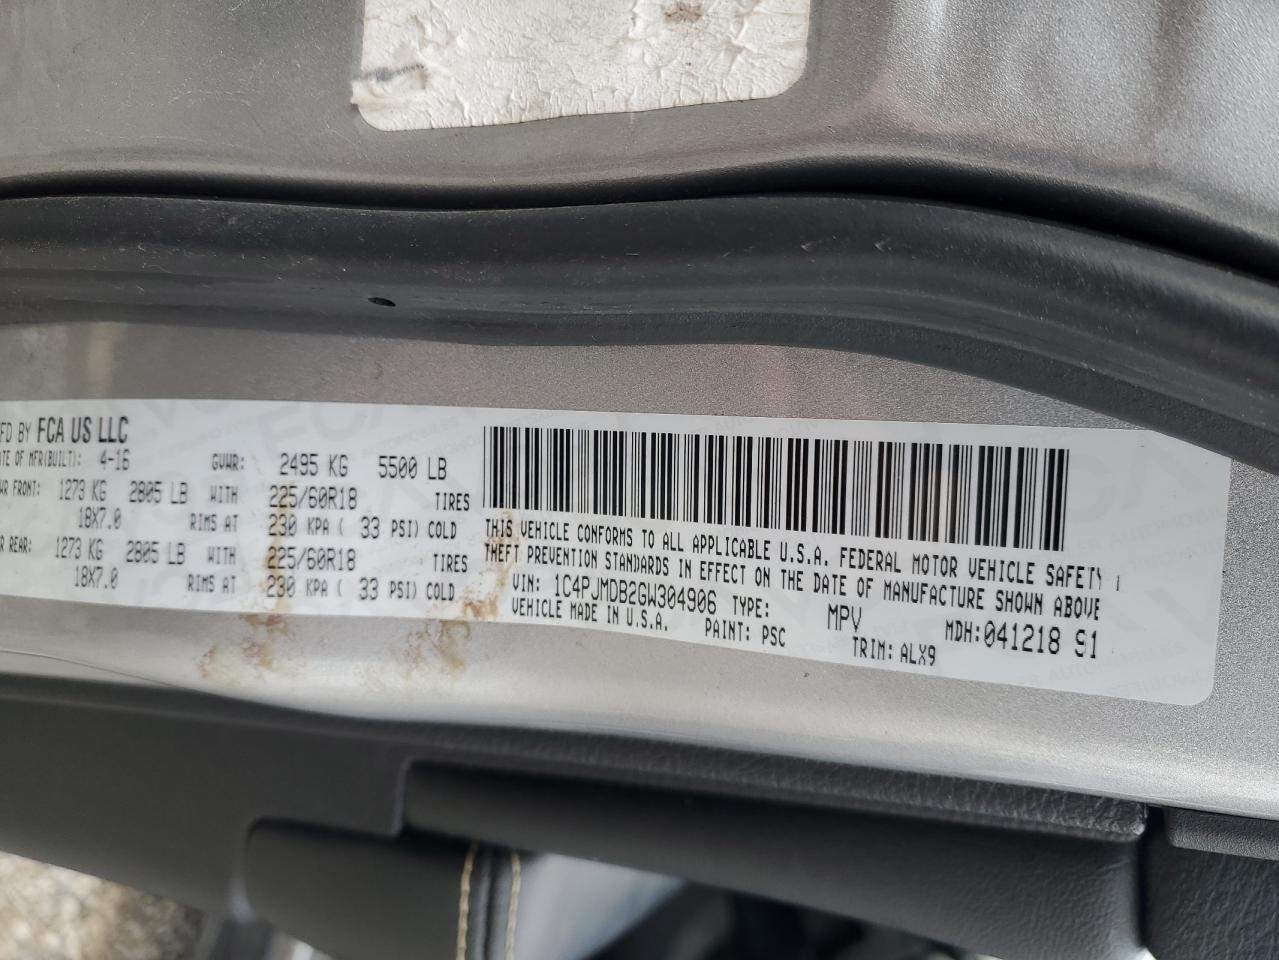 FD BY FCA US LLC
TE OF MFR(BUILT): 4-16 GVWR: 2495 KG 5500 LB
WR FRONT: 1273 KG 2805 LB WITH 225/60R18 TIRES
18X7.0 RIMS AT 230 KPA ( 33 PSI) COLD
R REAR: 1273 KG 2805 LB WITH 225/60R18 TIRES
18X7.0 RIMS AT 230 KPA ( 33 PSI) COLD
THIS VEHICLE CONFORMS TO ALL APPLICABLE U.S.A. FEDERAL MOTOR VEHICLE SAFETY
THEFT PREVENTION STANDARDS IN EFFECT ON THE DATE OF MANUFACTURE SHOWN ABOVE
VIN: 1C4PJMDB2GW304906 TYPE: MPV MDH:041218 91
VEHICLE MADE IN U.S.A. PAINT: PSC TRIM: ALX9